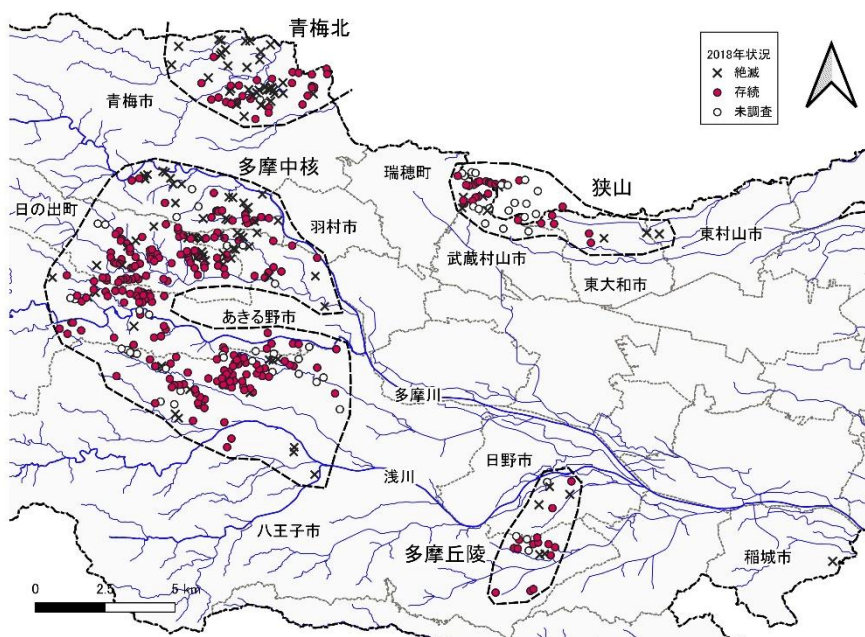 青梅北
2018年状況
絶滅
存続
未調査
青梅市
多摩中核
瑞穂町
狭山
日の出町
羽村市
東村山市
武蔵村山市
東大和市
あきる野市
多摩川
日野市
浅川
八王子市
多摩丘陵
稲城市
0 2.5 5 km